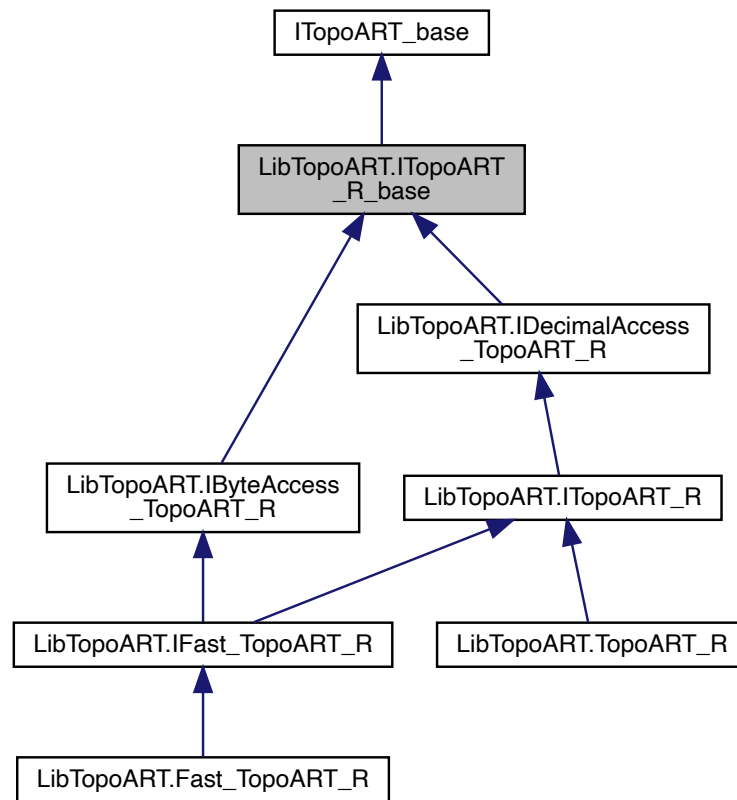 ITopoART_base
LibTopoART.ITopoART
_R_base
LibTopoART.IDecimalAccess
_TopoART_R
LibTopoART.IByteAccess
_TopoART_R
LibTopoART.ITopoART_R
LibTopoART.IFast_TopoART_R
LibTopoART.TopoART_R
LibTopoART.Fast_TopoART_R